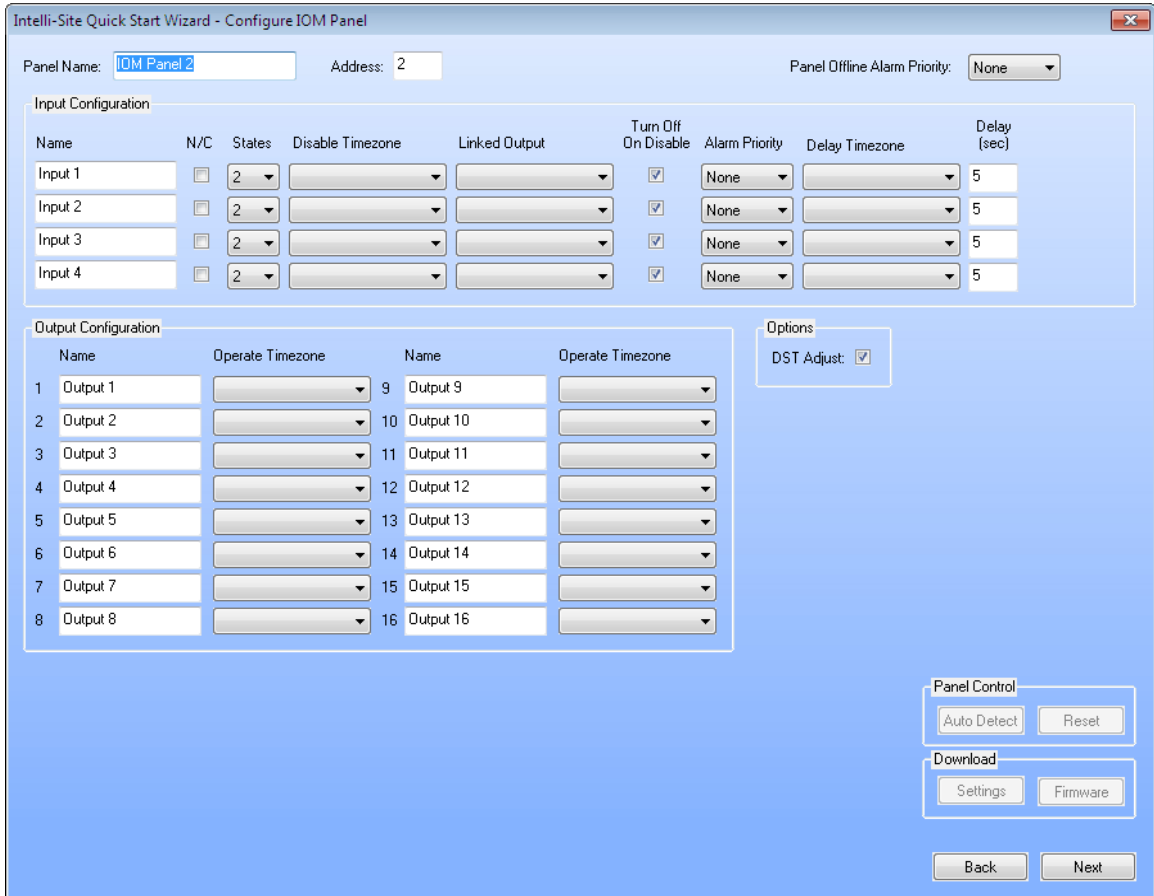 Intelli-Site Quick Start Wizard - Configure IOM Panel
Panel Name: IOM Panel 2 Address: 2 Panel Offline Alarm Priority: None
Input Configuration
Name N/C States Disable Timezone Linked Output Turn Off On Disable Alarm Priority Delay Timezone Delay (sec)
Input 1 2 None 5
Input 2 2 None 5
Input 3 2 None 5
Input 4 2 None 5
Output Configuration
Name Operate Timezone Name Operate Timezone
1 Output 1 9 Output 9
2 Output 2 10 Output 10
3 Output 3 11 Output 11
4 Output 4 12 Output 12
5 Output 5 13 Output 13
6 Output 6 14 Output 14
7 Output 7 15 Output 15
8 Output 8 16 Output 16
Options
DST Adjust:
Panel Control
Auto Detect Reset
Download
Settings Firmware
Back Next